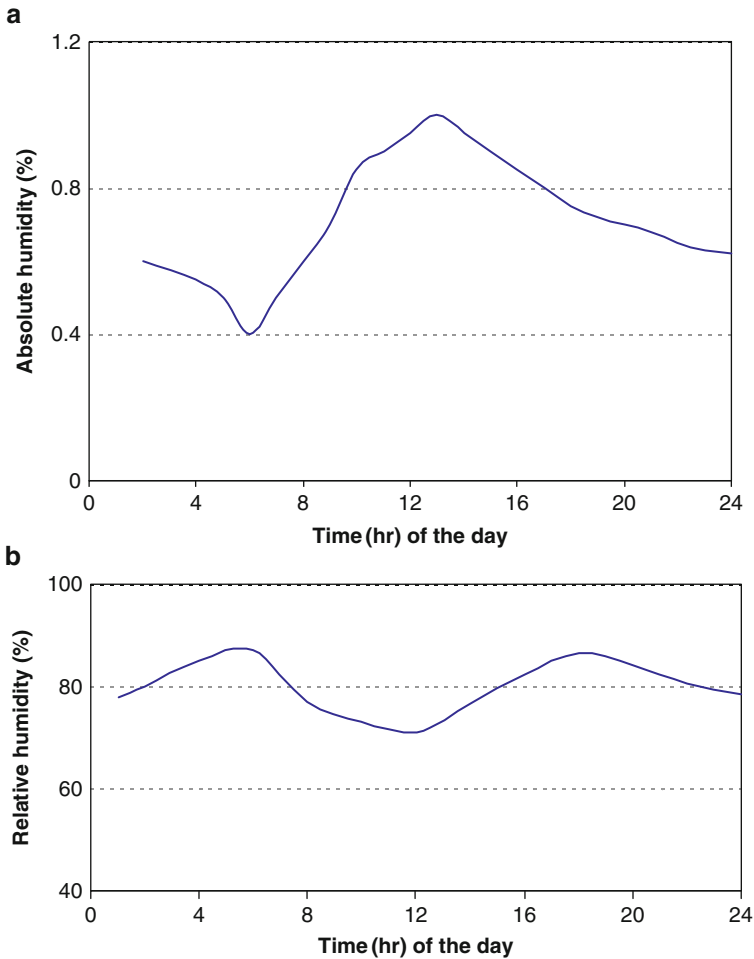 a
1.2
0.8
0.4
0
0 4 8 12 16 20 24
Absolute humidity (%)
Time (hr) of the day
b
100
80
60
40
0 4 8 12 16 20 24
Relative humidity (%)
Time (hr) of the day